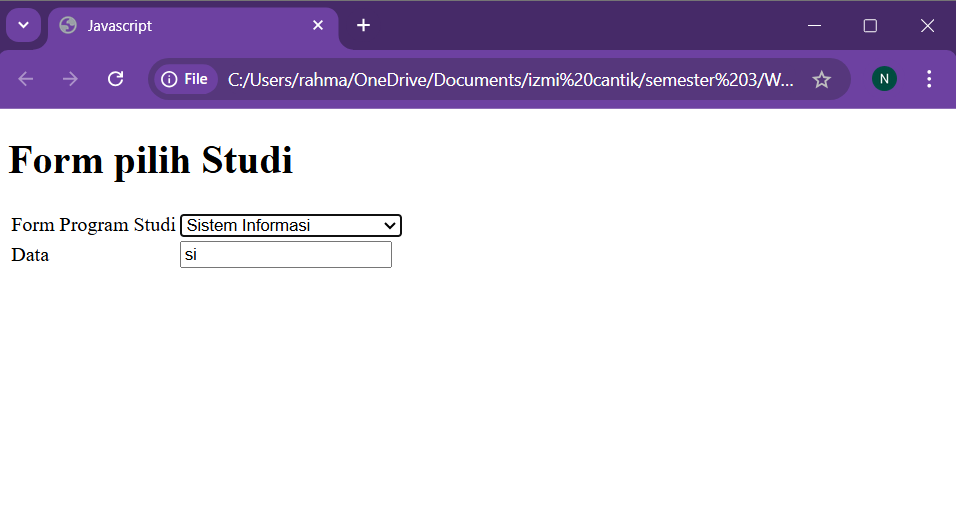 Javascript
File C:/Users/rahma/OneDrive/Documents/izmi%20cantik/semester%203/W...
N
Form pilih Studi
Form Program Studi Sistem Informasi
Data si